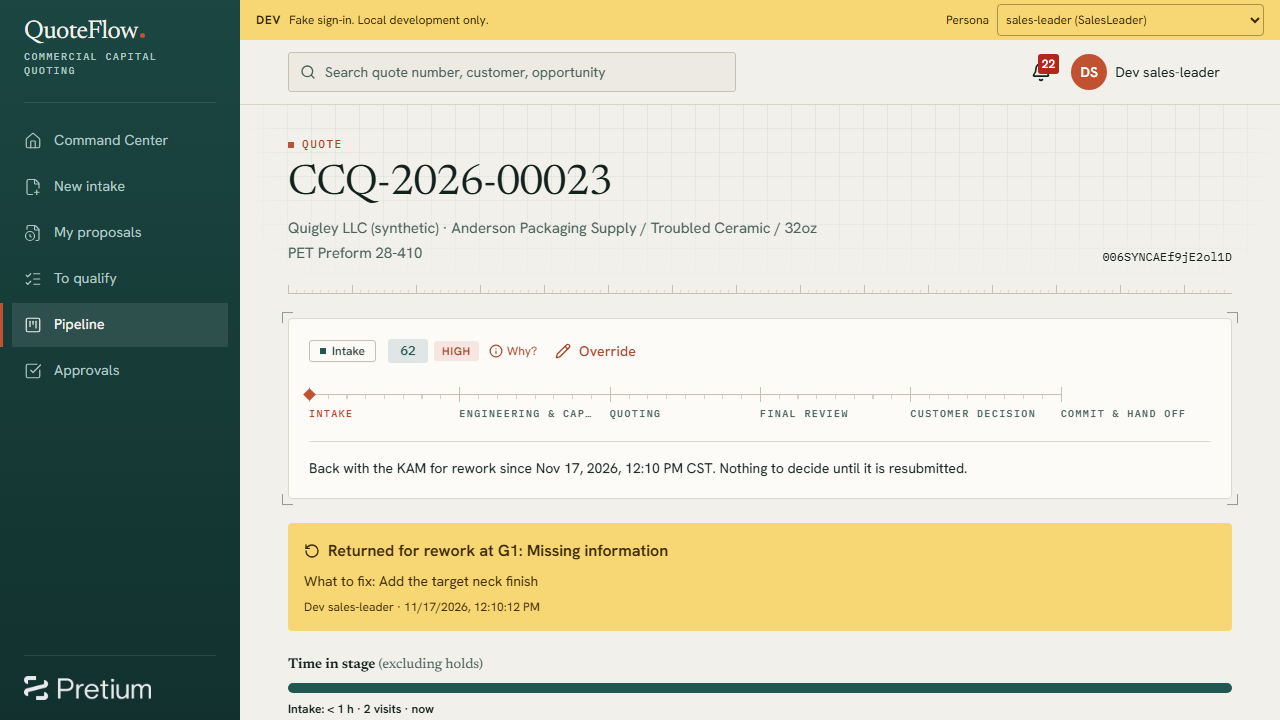 DEV Fake sign-in. Local development only.
Persona sales-leader (SalesLeader)
QuoteFlow.
COMMERCIAL CAPITAL
QUOTING
Command Center
New intake
My proposals
To qualify
Pipeline
Approvals
Pretium
Search quote number, customer, opportunity
22
DS Dev sales-leader
QUOTE
CCQ-2026-00023
Quigley LLC (synthetic) · Anderson Packaging Supply / Troubled Ceramic / 32oz
PET Preform 28-410
006SYNCAEf9jE2ol1D
Intake 62 HIGH Why? Override
INTAKE ENGINEERING & CAP… QUOTING FINAL REVIEW CUSTOMER DECISION COMMIT & HAND OFF
Back with the KAM for rework since Nov 17, 2026, 12:10 PM CST. Nothing to decide until it is resubmitted.
Returned for rework at G1: Missing information
What to fix: Add the target neck finish
Dev sales-leader · 11/17/2026, 12:10:12 PM
Time in stage (excluding holds)
Intake: < 1 h · 2 visits · now